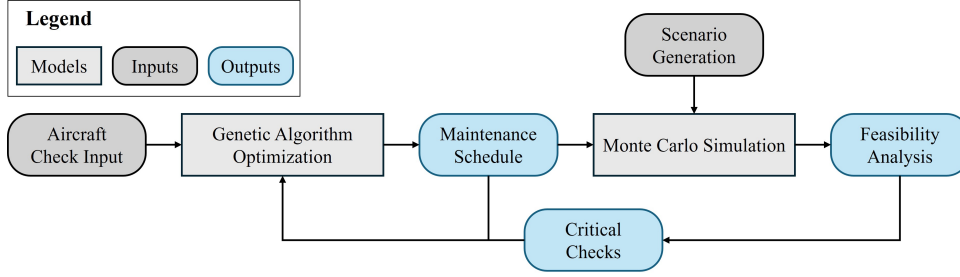 Legend
Models
Inputs
Outputs
Scenario
Generation
Aircraft
Check Input
Genetic Algorithm
Optimization
Maintenance
Schedule
Monte Carlo Simulation
Feasibility
Analysis
Critical
Checks